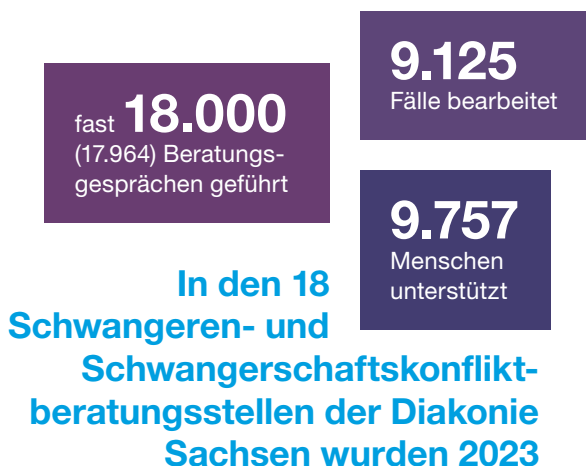 In den 18
Schwangeren- und
Schwangerschaftskonflikt-
beratungsstellen der Diakonie
Sachsen wurden 2023
fast 18.000
(17.964) Beratungs-
gesprächen geführt
9.125
Fälle bearbeitet
9.757
Menschen
unterstützt